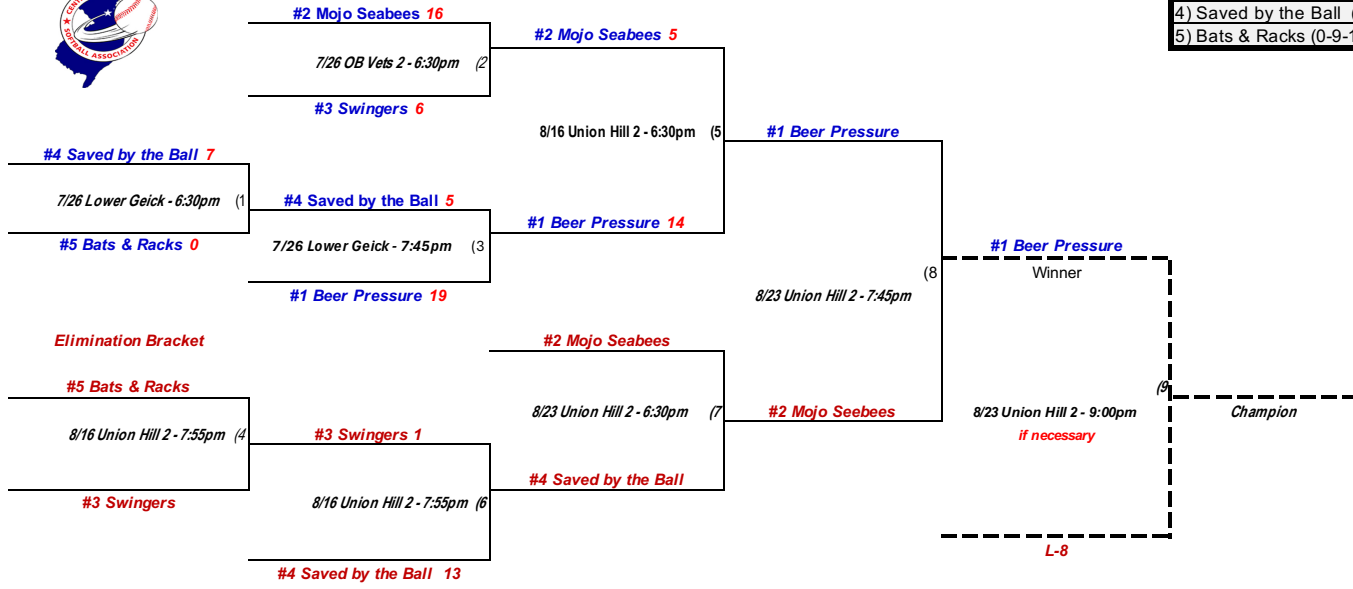 SOFTBALL ASSOCIATION
4) Saved by the Ball
5) Bats & Racks (0-9-1
#2 Mojo Seabees 16
#2 Mojo Seabees 5
7/26 OB Vets 2 - 6:30pm (2
#3 Swingers 6
8/16 Union Hill 2 - 6:30pm (5
#1 Beer Pressure
#4 Saved by the Ball 7
7/26 Lower Geick - 6:30pm (1
#4 Saved by the Ball 5
#1 Beer Pressure 14
#5 Bats & Racks 0
7/26 Lower Geick - 7:45pm (3
#1 Beer Pressure
(8
Winner
#1 Beer Pressure 19
8/23 Union Hill 2 - 7:45pm
Elimination Bracket
#2 Mojo Seabees
#5 Bats & Racks
(9
8/23 Union Hill 2 - 6:30pm (7
#2 Mojo Seebees
8/23 Union Hill 2 - 9:00pm
Champion
8/16 Union Hill 2 - 7:55pm (4
#3 Swingers 1
if necessary
#4 Saved by the Ball
#3 Swingers
8/16 Union Hill 2 - 7:55pm (6
L-8
#4 Saved by the Ball 13